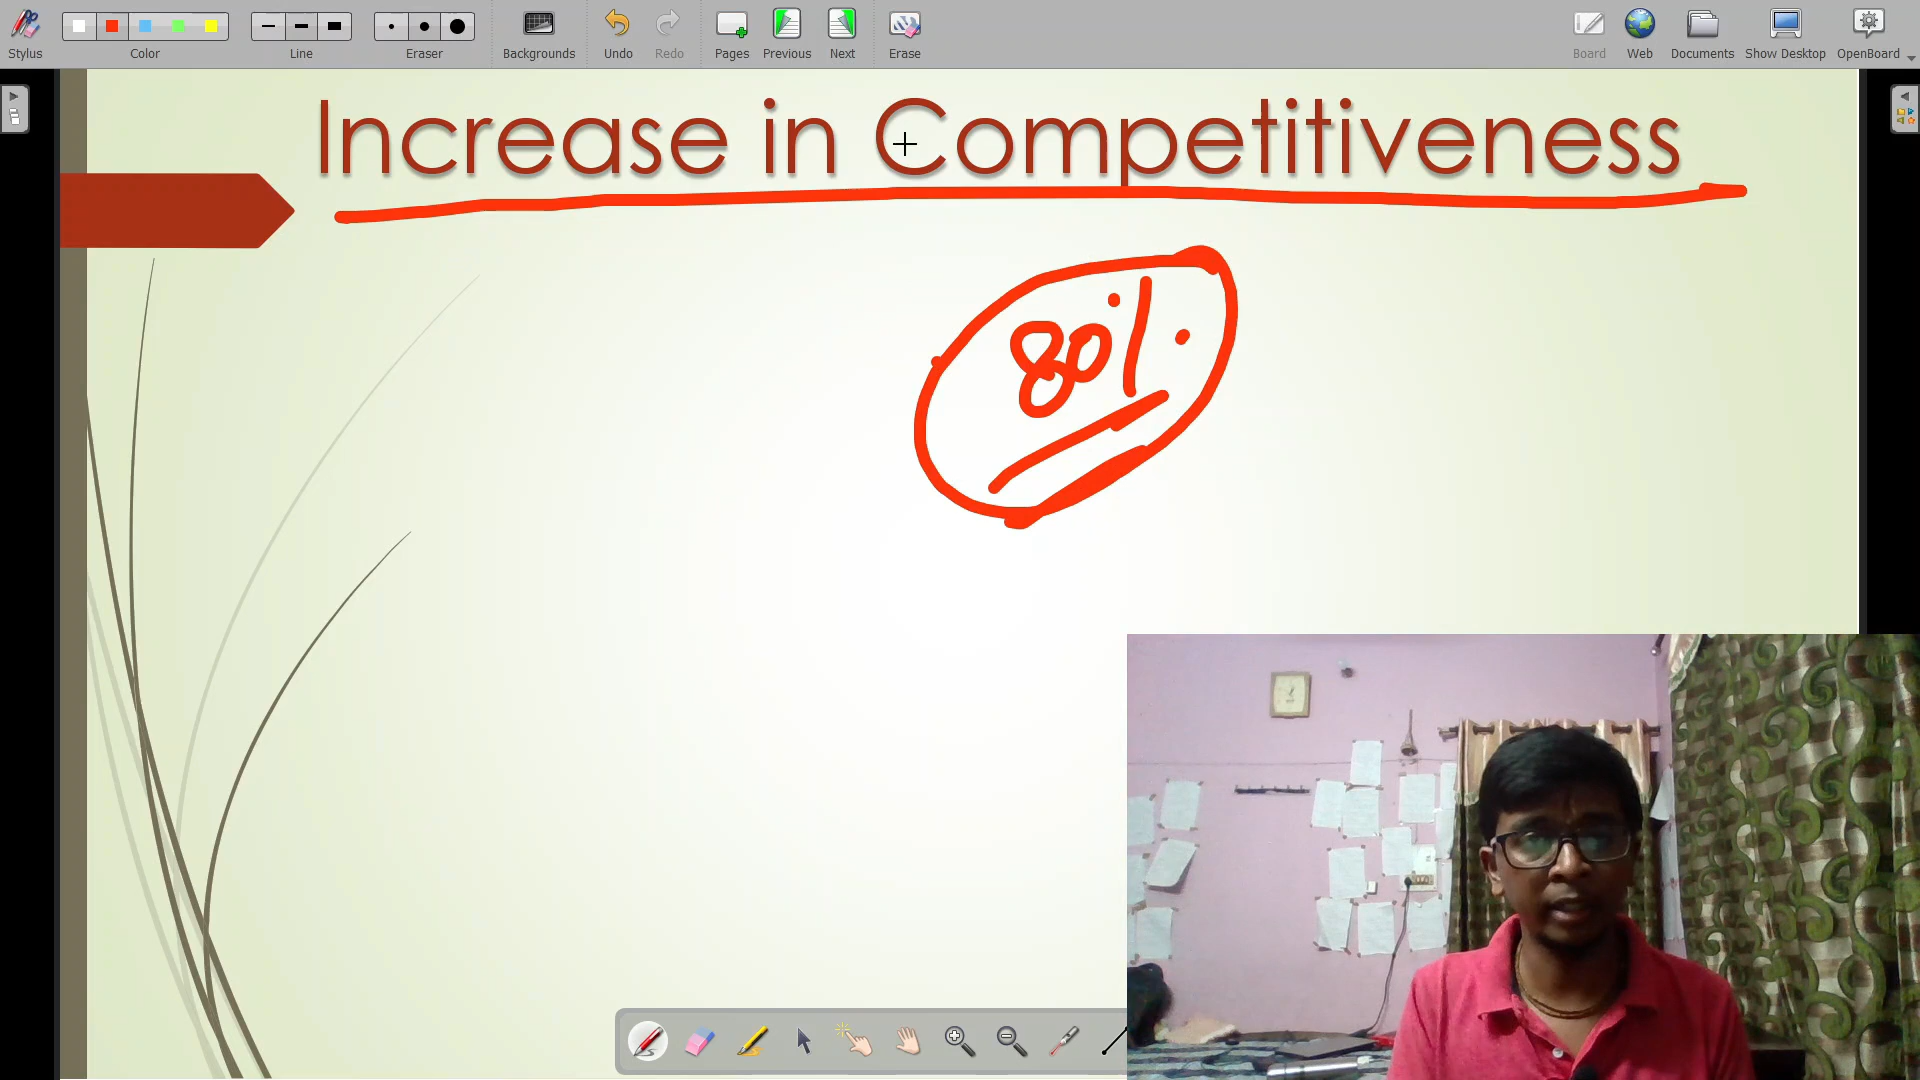 Stylus Color Line Eraser Backgrounds Undo Redo Pages Previous Next Erase Board Web Documents Show Desktop OpenBoard
Increase in Competitiveness
80%